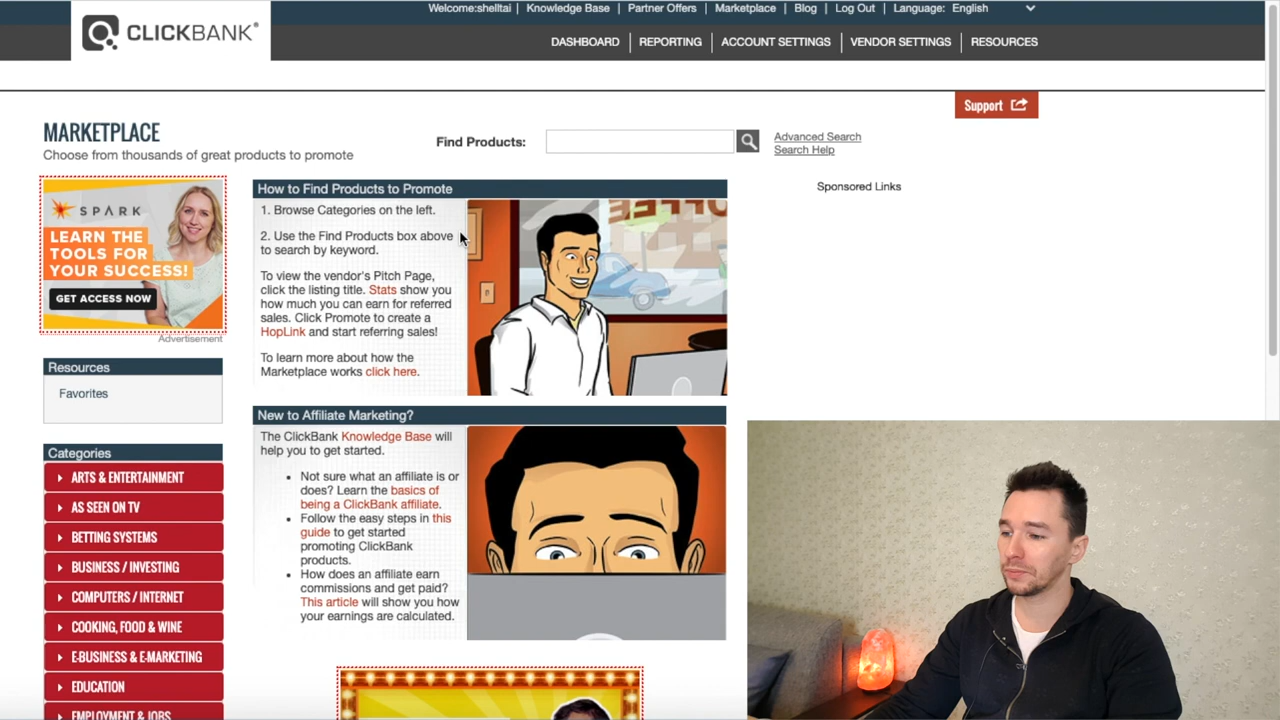 Welcome:shelltai | Knowledge Base | Partner Offers | Marketplace | Blog | Log Out | Language: English
CLICKBANK®
DASHBOARD | REPORTING | ACCOUNT SETTINGS | VENDOR SETTINGS | RESOURCES
Support
MARKETPLACE
Choose from thousands of great products to promote
Find Products:
Advanced Search
Search Help
SPARK
LEARN THE
TOOLS FOR
YOUR SUCCESS!
GET ACCESS NOW
Advertisement
Resources
Favorites
Categories
ARTS & ENTERTAINMENT
AS SEEN ON TV
BETTING SYSTEMS
BUSINESS / INVESTING
COMPUTERS / INTERNET
COOKING, FOOD & WINE
E-BUSINESS & E-MARKETING
EDUCATION
EMPLOYMENT & JOBS
How to Find Products to Promote
1. Browse Categories on the left.
2. Use the Find Products box above
to search by keyword.
To view the vendor's Pitch Page,
click the listing title. Stats show you
how much you can earn for referred
sales. Click Promote to create a
HopLink and start referring sales!
To learn more about how the
Marketplace works click here.
COFFEE
New to Affiliate Marketing?
The ClickBank Knowledge Base will
help you to get started.
• Not sure what an affiliate is or
does? Learn the basics of
being a ClickBank affiliate.
• Follow the easy steps in this
guide to get started
promoting ClickBank
products.
• How does an affiliate earn
commissions and get paid?
This article will show you how
your earnings are calculated.
Sponsored Links